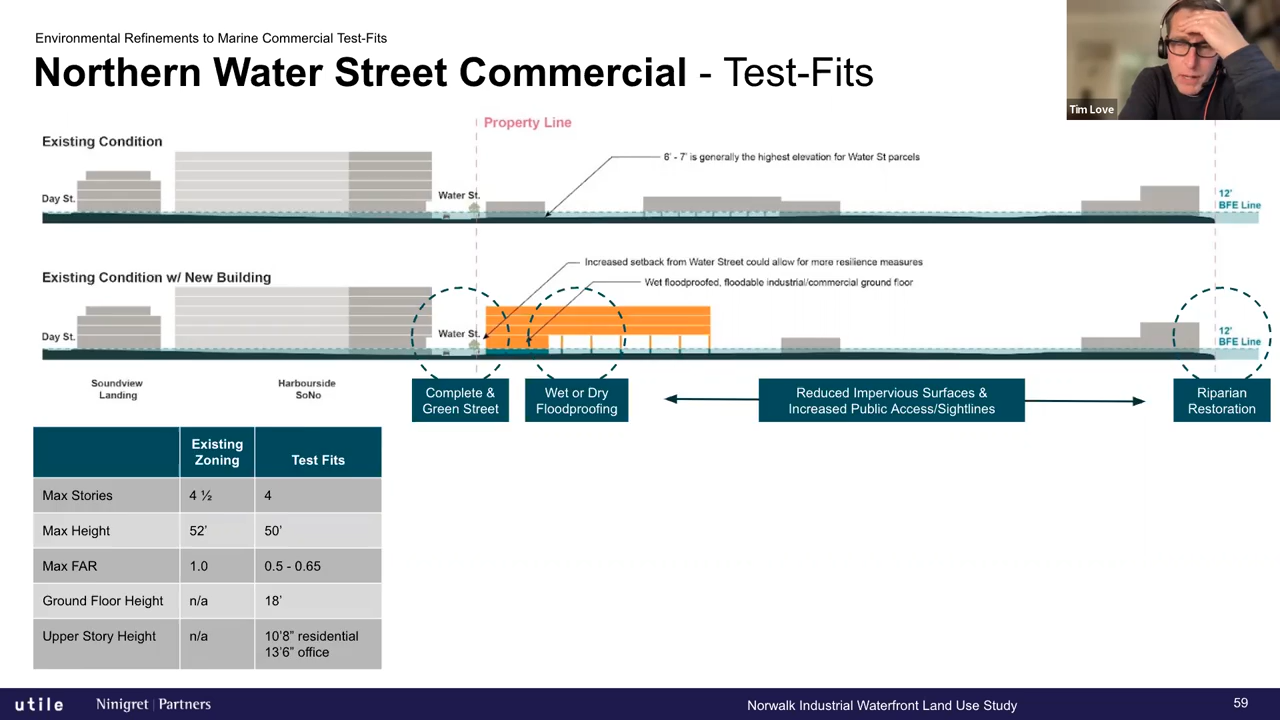 Environmental Refinements to Marine Commercial Test-Fits
Northern Water Street Commercial - Test-Fits
Tim Love
Property Line
Existing Condition
6' - 7' is generally the highest elevation for Water St parcels
Day St.
Water St.
12'
BFE Line
Existing Condition w/ New Building
Increased setback from Water Street could allow for more resilience measures
Wet floodproofed, floodable industrial/commercial ground floor
Day St.
Water St.
12'
BFE Line
Soundview
Landing
Harbourside
SoNo
Complete &
Green Street
Wet or Dry
Floodproofing
Reduced Impervious Surfaces &
Increased Public Access/Sightlines
Riparian
Restoration
Existing
Zoning
Test Fits
Max Stories 4 ½ 4
Max Height 52' 50'
Max FAR 1.0 0.5 - 0.65
Ground Floor Height n/a 18'
Upper Story Height n/a 10'8" residential
13'6" office
utile Ninigret | Partners Norwalk Industrial Waterfront Land Use Study 59